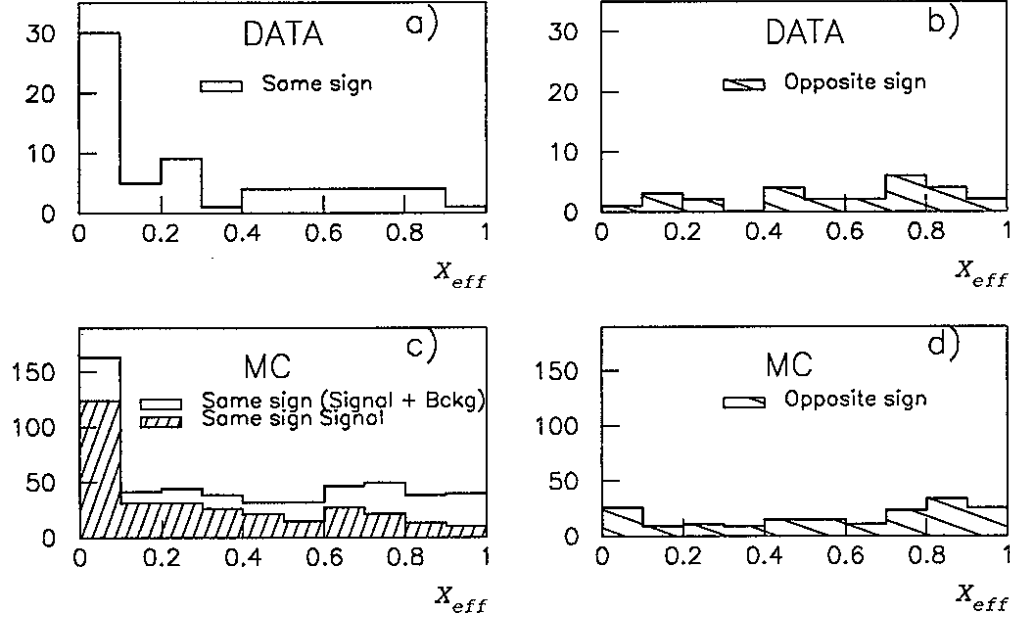 DATA
a)
Same sign
30
20
10
0
0
0.2
0.4
0.6
0.8
1
X_eff
DATA
b)
Opposite sign
30
20
10
0
0
0.2
0.4
0.6
0.8
1
X_eff
MC
c)
Same sign (Signal + Bckg)
Same sign Signal
150
100
50
0
0
0.2
0.4
0.6
0.8
1
X_eff
MC
d)
Opposite sign
150
100
50
0
0
0.2
0.4
0.6
0.8
1
X_eff